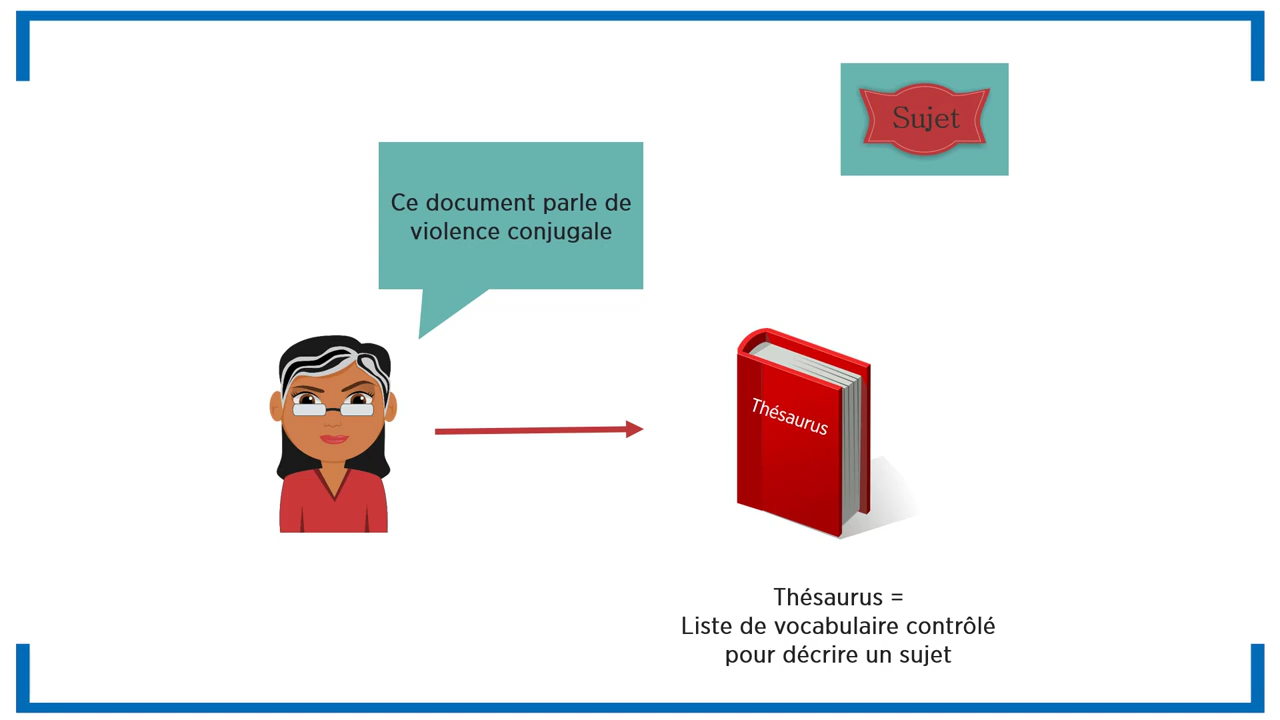 Sujet
Ce document parle de
violence conjugale
Thésaurus
Thésaurus =
Liste de vocabulaire contrôlé
pour décrire un sujet